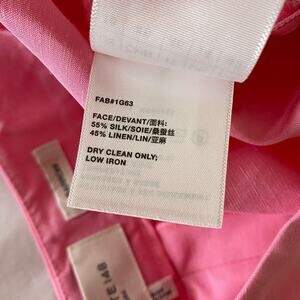 FAB#1G63
FACE/DEVANT/面料:
55% SILK/SOIE/桑蚕丝
45% LINEN/LIN/亚麻
DRY CLEAN ONLY;
LOW IRON